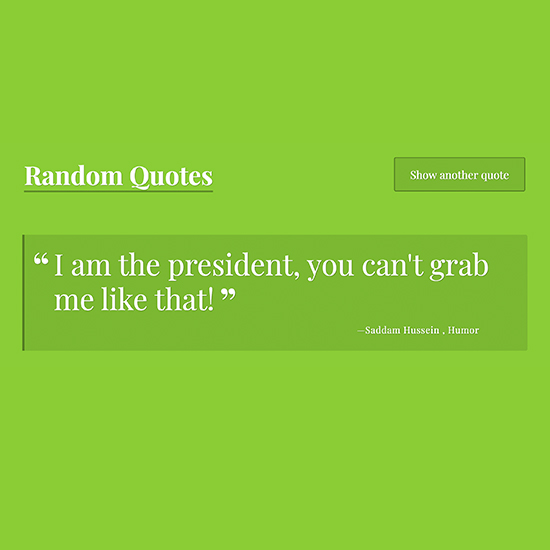 Random Quotes
Show another quote
“ I am the president, you can't grab
me like that! ”
—Saddam Hussein , Humor